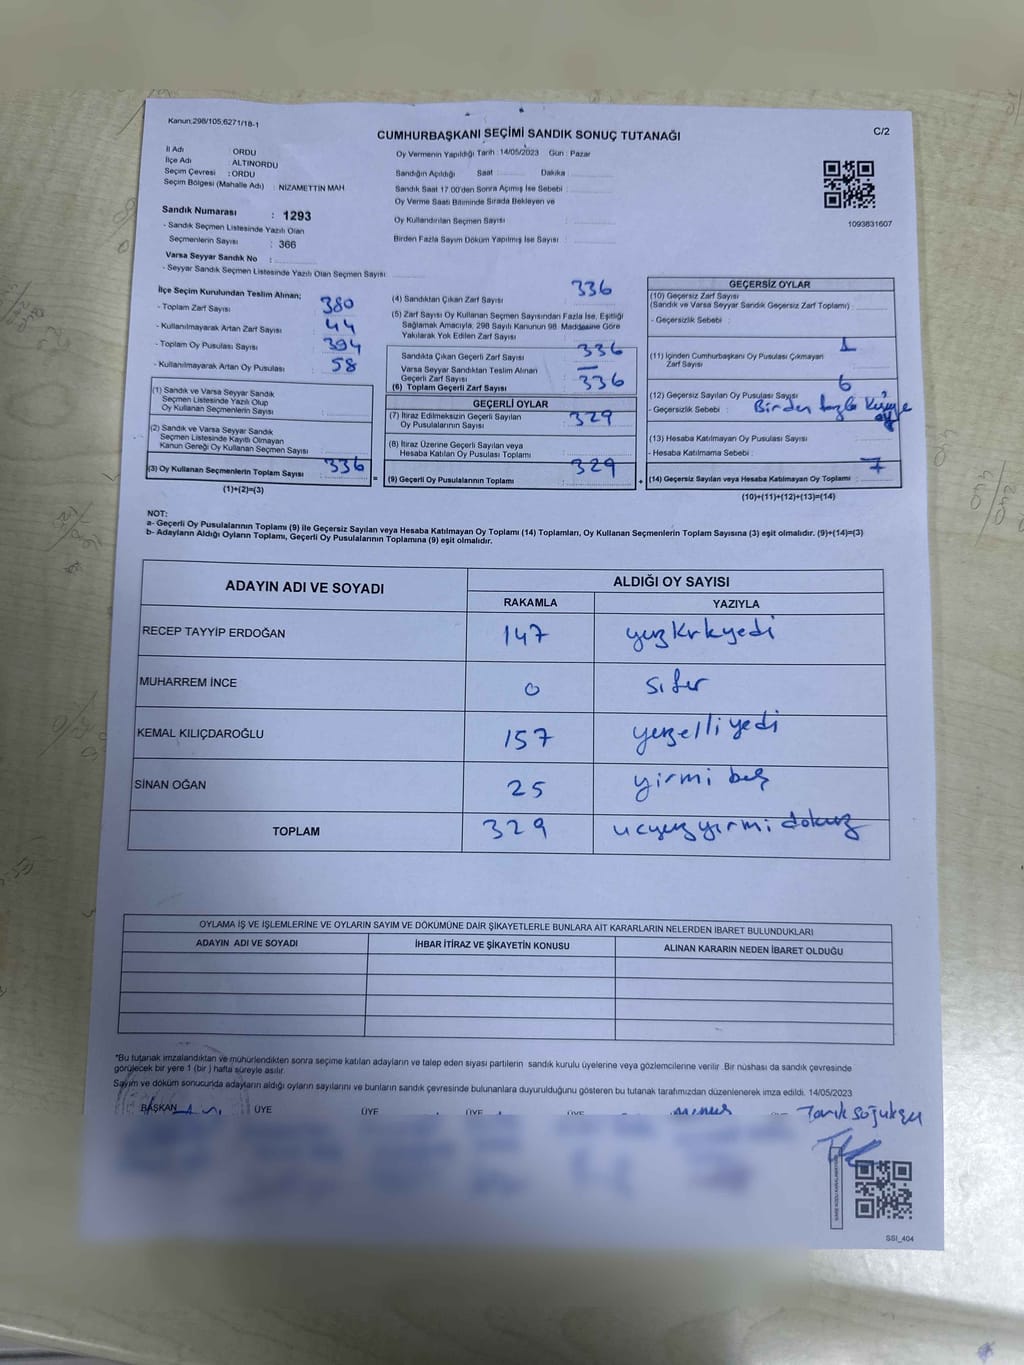 Kanun:298/105;6271/18-1
CUMHURBAŞKANI SEÇİMİ SANDIK SONUÇ TUTANAĞI
C/2
İl Adı : ORDU
İlçe Adı : ALTINORDU
Seçim Çevresi : ORDU
Seçim Bölgesi (Mahalle Adı) : NİZAMETTİN MAH
Sandık Numarası : 1293
- Sandık Seçmen Listesinde Yazılı Olan
Seçmenlerin Sayısı : 366
Varsa Seyyar Sandık No :
- Seyyar Sandık Seçmen Listesinde Yazılı Olan Seçmen Sayısı:
Oy Vermenin Yapıldığı Tarih :14/05/2023 Gün : Pazar
Sandığın Açıldığı Saat : Dakika :
Sandık Saat 17.00'den Sonra Açımış İse Sebebi :
Oy Verme Saati Bitiminde Sırada Bekleyen ve
Oy Kullandırılan Seçmen Sayısı :
Birden Fazla Sayım Döküm Yapılmış İse Sayısı :
1093831607
İlçe Seçim Kurulundan Teslim Alınan;
- Toplam Zarf Sayısı : 380
- Kullanılmayarak Artan Zarf Sayısı : 44
- Toplam Oy Pusulası Sayısı : 394
- Kullanılmayarak Artan Oy Pusulası : 58
(1) Sandık ve Varsa Seyyar Sandık
Seçmen Listesinde Yazılı Olup
Oy Kullanan Seçmenlerin Sayısı :
(2) Sandık ve Varsa Seyyar Sandık
Seçmen Listesinde Kayıtlı Olmayan
Kanun Gereği Oy Kullanan Seçmen Sayısı :
(3) Oy Kullanan Seçmenlerin Toplam Sayısı : 336
(1)+(2)=(3)
(4) Sandıktan Çıkan Zarf Sayısı : 336
(5) Zarf Sayısı Oy Kullanan Seçmen Sayısından Fazla İse, Eşitliği
Sağlamak Amacıyla, 298 Sayılı Kanunun 98. Maddesine Göre
Yakılarak Yok Edilen Zarf Sayısı :
Sandıkta Çıkan Geçerli Zarf Sayısı : 336
Varsa Seyyar Sandıktan Teslim Alınan
Geçerli Zarf Sayısı : —
(6) Toplam Geçerli Zarf Sayısı : 336
GEÇERLİ OYLAR
(7) İtiraz Edilmeksizin Geçerli Sayılan
Oy Pusulalarının Sayısı : 329
(8) İtiraz Üzerine Geçerli Sayılan veya
Hesaba Katılan Oy Pusulası Toplamı :
= (9) Geçerli Oy Pusulalarının Toplamı : 329 +
GEÇERSİZ OYLAR
(10) Geçersiz Zarf Sayısı
(Sandık ve Varsa Seyyar Sandık Geçersiz Zarf Toplamı) :
- Geçersizlik Sebebi :
(11) İçinden Cumhurbaşkanı Oy Pusulası Çıkmayan
Zarf Sayısı : 1
(12) Geçersiz Sayılan Oy Pusulası Sayısı : 6
- Geçersizlik Sebebi : Birden fazla kişiye
oy
(13) Hesaba Katılmayan Oy Pusulası Sayısı :
- Hesaba Katılmama Sebebi :
(14) Geçersiz Sayılan veya Hesaba Katılmayan Oy Toplamı : 7
(10)+(11)+(12)+(13)=(14)
NOT:
a- Geçerli Oy Pusulalarının Toplamı (9) ile Geçersiz Sayılan veya Hesaba Katılmayan Oy Toplamı (14) Toplamları, Oy Kullanan Seçmenlerin Toplam Sayısına (3) eşit olmalıdır. (9)+(14)=(3)
b- Adayların Aldığı Oyların Toplamı, Geçerli Oy Pusulalarının Toplamına (9) eşit olmalıdır.
ADAYIN ADI VE SOYADI ALDIĞI OY SAYISI
RAKAMLA YAZIYLA
RECEP TAYYİP ERDOĞAN 147 yuzkrkyedi
MUHARREM İNCE 0 sıfır
KEMAL KILIÇDAROĞLU 157 yuzelliyedi
SİNAN OĞAN 25 yirmi beş
TOPLAM 329 ucyuzyırmi dokuz
OYLAMA İŞ VE İŞLEMLERİNE VE OYLARIN SAYIM VE DÖKÜMÜNE DAİR ŞİKAYETLERLE BUNLARA AİT KARARLARIN NELERDEN İBARET BULUNDUKLARI
ADAYIN ADI VE SOYADI İHBAR İTİRAZ VE ŞİKAYETİN KONUSU ALINAN KARARIN NEDEN İBARET OLDUĞU
*Bu tutanak imzalandıktan ve mühürlendikten sonra seçime katılan adayların ve talep eden siyasi partilerin sandık kurulu üyelerine veya gözlemcilerine verilir. Bir nüshası da sandık çevresinde
görülecek bir yere 1 (bir) hafta süreyle asılır.
Sayım ve döküm sonucunda adayların aldığı oyların sayılarını ve bunların sandık çevresinde bulunanlara duyurulduğunu gösteren bu tutanak tarafımızdan düzenlenerek imza edildi. 14/05/2023
BAŞKAN ÜYE ÜYE ÜYE ÜYE
Tarık Soğuksu
SSI_404